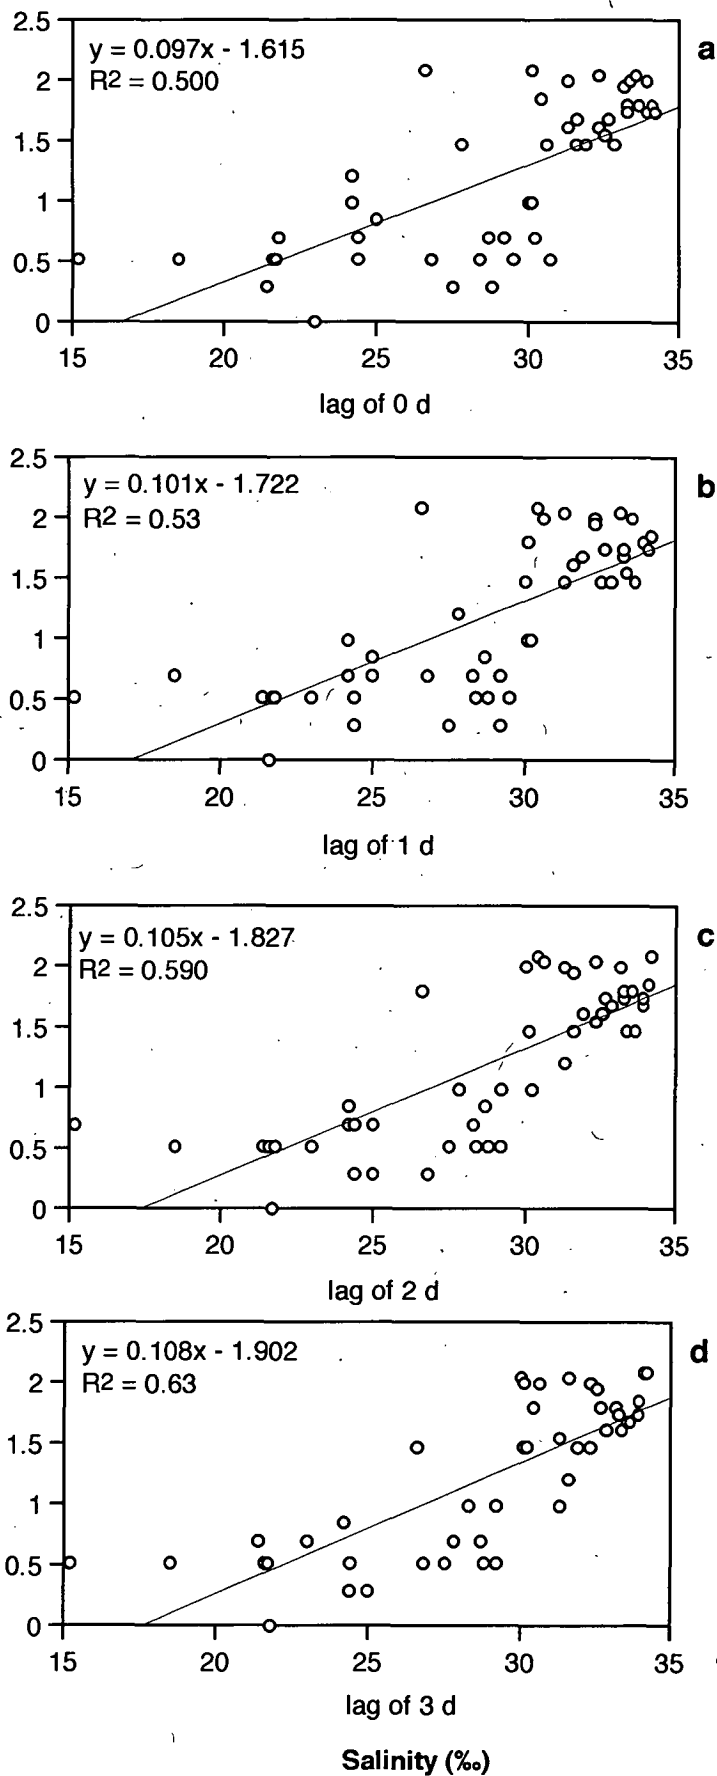 2.5
y = 0.097x - 1.615
a
R2 = 0.500
2
1.5
1
0.5
0
15 20 25 30 35
lag of 0 d
2.5
y = 0.101x - 1.722
b
R2 = 0.53
2
1.5
1
0.5
0
15 20 25 30 35
lag of 1 d
2.5
y = 0.105x - 1.827
c
R2 = 0.590
2
1.5
1
0.5
0
15 20 25 30 35
lag of 2 d
2.5
y = 0.108x - 1.902
d
R2 = 0.63
2
1.5
1
0.5
0
15 20 25 30 35
lag of 3 d
Salinity (‰)